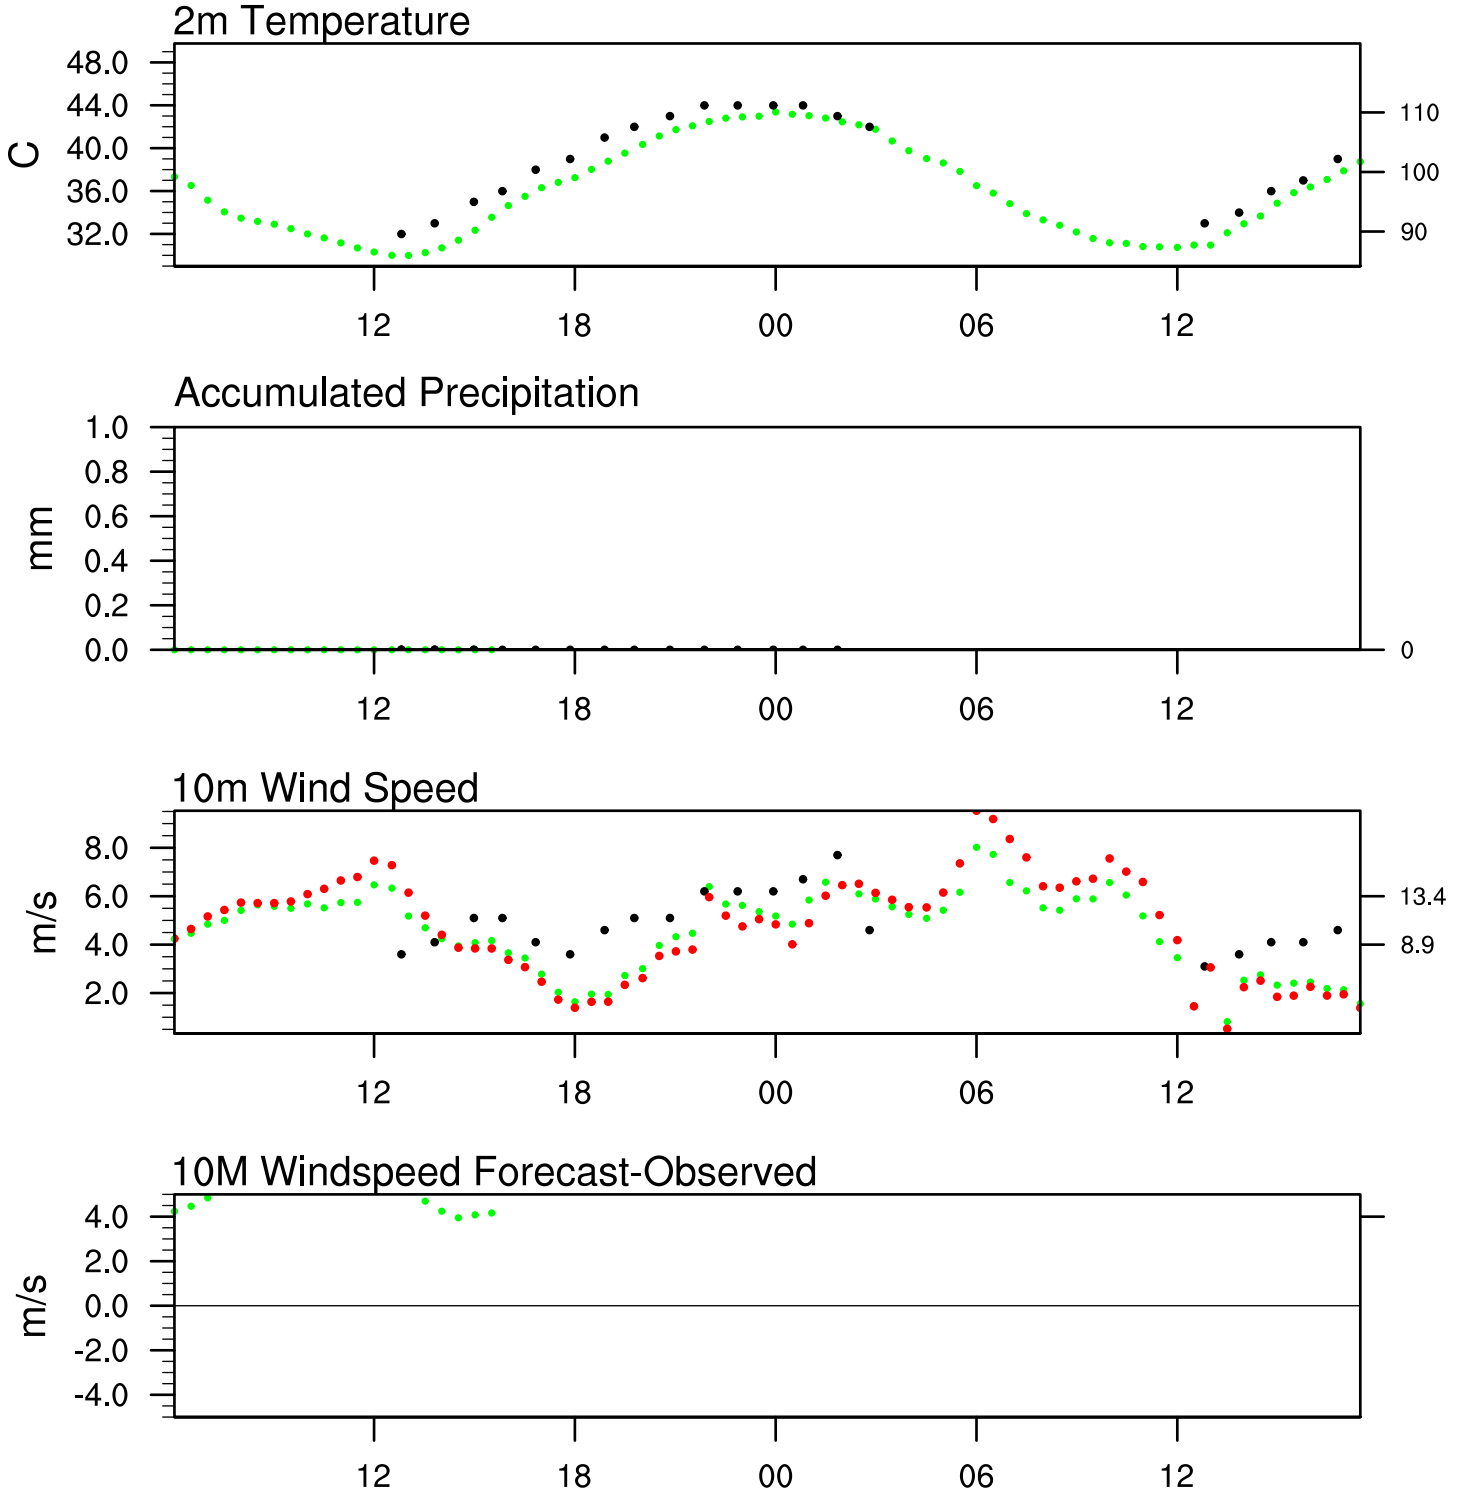 2m Temperature
48.0
44.0
110
C
40.0
100
36.0
32.0
90
12 18 00 06 12
Accumulated Precipitation
1.0
0.8
0.6
mm
0.4
0.2
0.0
0
12 18 00 06 12
10m Wind Speed
8.0
6.0
13.4
m/s
4.0
8.9
2.0
12 18 00 06 12
10M Windspeed Forecast-Observed
4.0
2.0
m/s
0.0
-2.0
-4.0
12 18 00 06 12